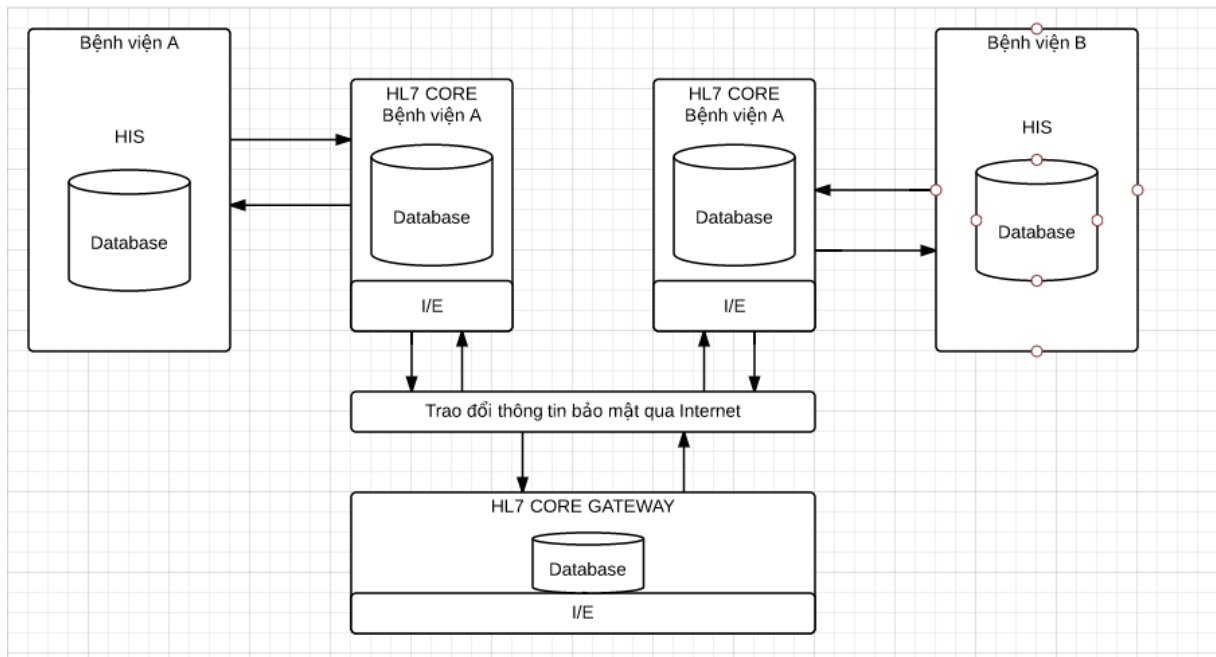 Bệnh viện A
HIS
Database
HL7 CORE
Bệnh viện A
Database
I/E
HL7 CORE
Bệnh viện A
Database
I/E
Bệnh viện B
HIS
Database
Trao đổi thông tin bảo mật qua Internet
HL7 CORE GATEWAY
Database
I/E